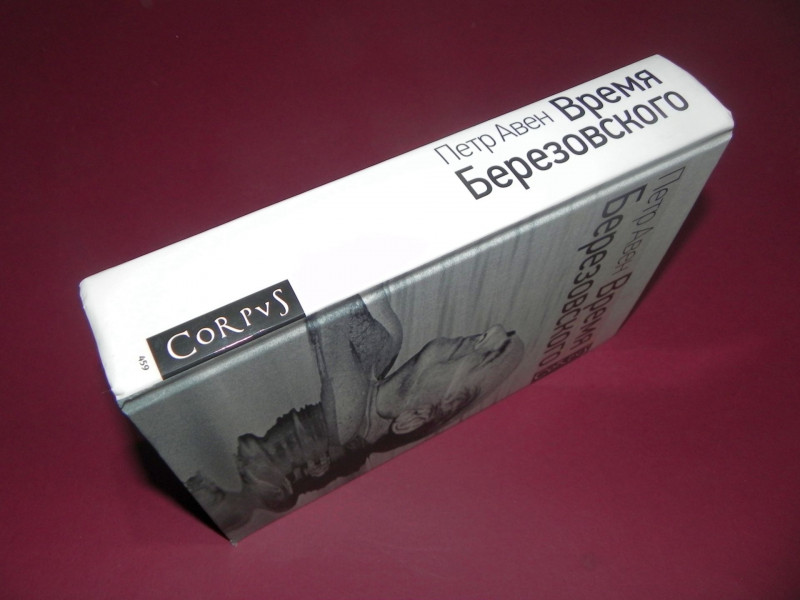 Петр Авен Время
Березовского
CORPVS
459
Петр Авен Время
Березовского